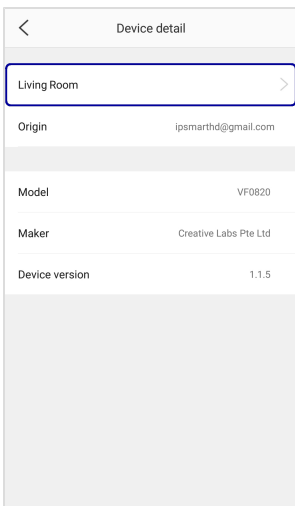 Device detail
Living Room
Origin ipsmarthd@gmail.com
Model VF0820
Maker Creative Labs Pte Ltd
Device version 1.1.5